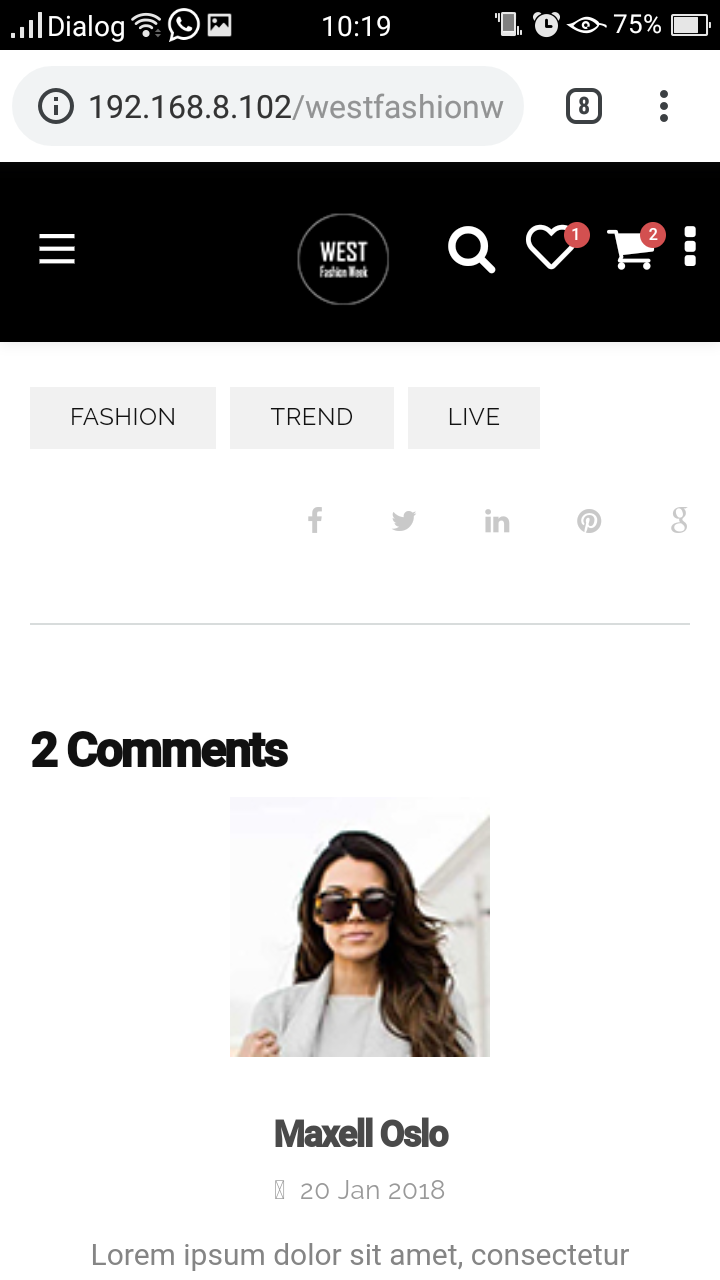 Dialog 10:19 75%
192.168.8.102/westfashionw 8
WEST
Fashion Week
1 2
FASHION TREND LIVE
2 Comments
Maxell Oslo
20 Jan 2018
Lorem ipsum dolor sit amet, consectetur